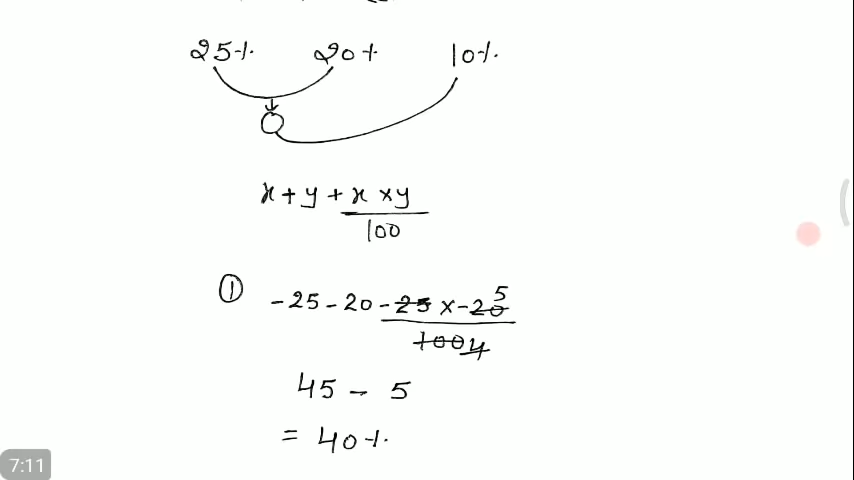 25% 20% 10%
x + y + x × y
100
① -25 - 20 - 25 × -20 5
100 4
45 - 5
= 40%
7:11